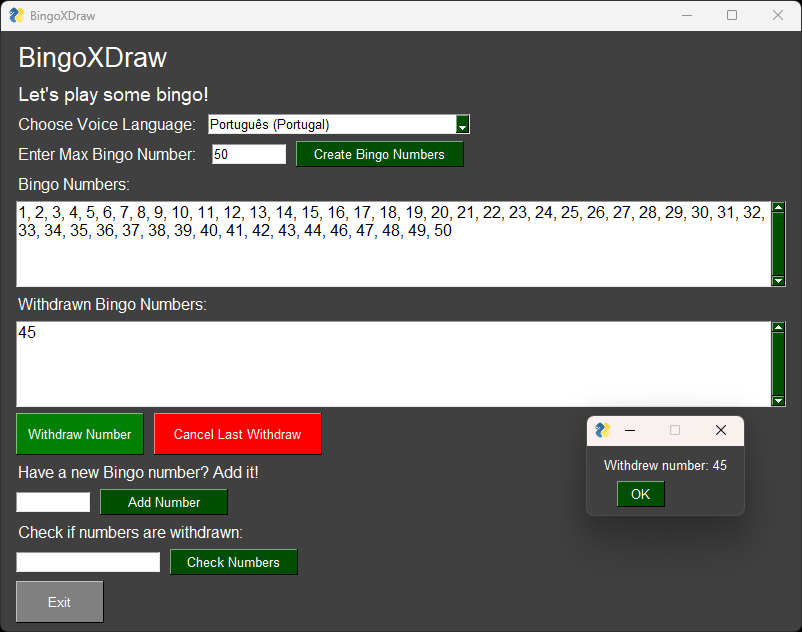 BingoXDraw
BingoXDraw
Let's play some bingo!
Choose Voice Language: Português (Portugal)
Enter Max Bingo Number: 50 Create Bingo Numbers
Bingo Numbers:
1, 2, 3, 4, 5, 6, 7, 8, 9, 10, 11, 12, 13, 14, 15, 16, 17, 18, 19, 20, 21, 22, 23, 24, 25, 26, 27, 28, 29, 30, 31, 32,
33, 34, 35, 36, 37, 38, 39, 40, 41, 42, 43, 44, 46, 47, 48, 49, 50
Withdrawn Bingo Numbers:
45
Withdraw Number Cancel Last Withdraw
Have a new Bingo number? Add it!
Add Number
Check if numbers are withdrawn:
Check Numbers
Exit
Withdrew number: 45
OK